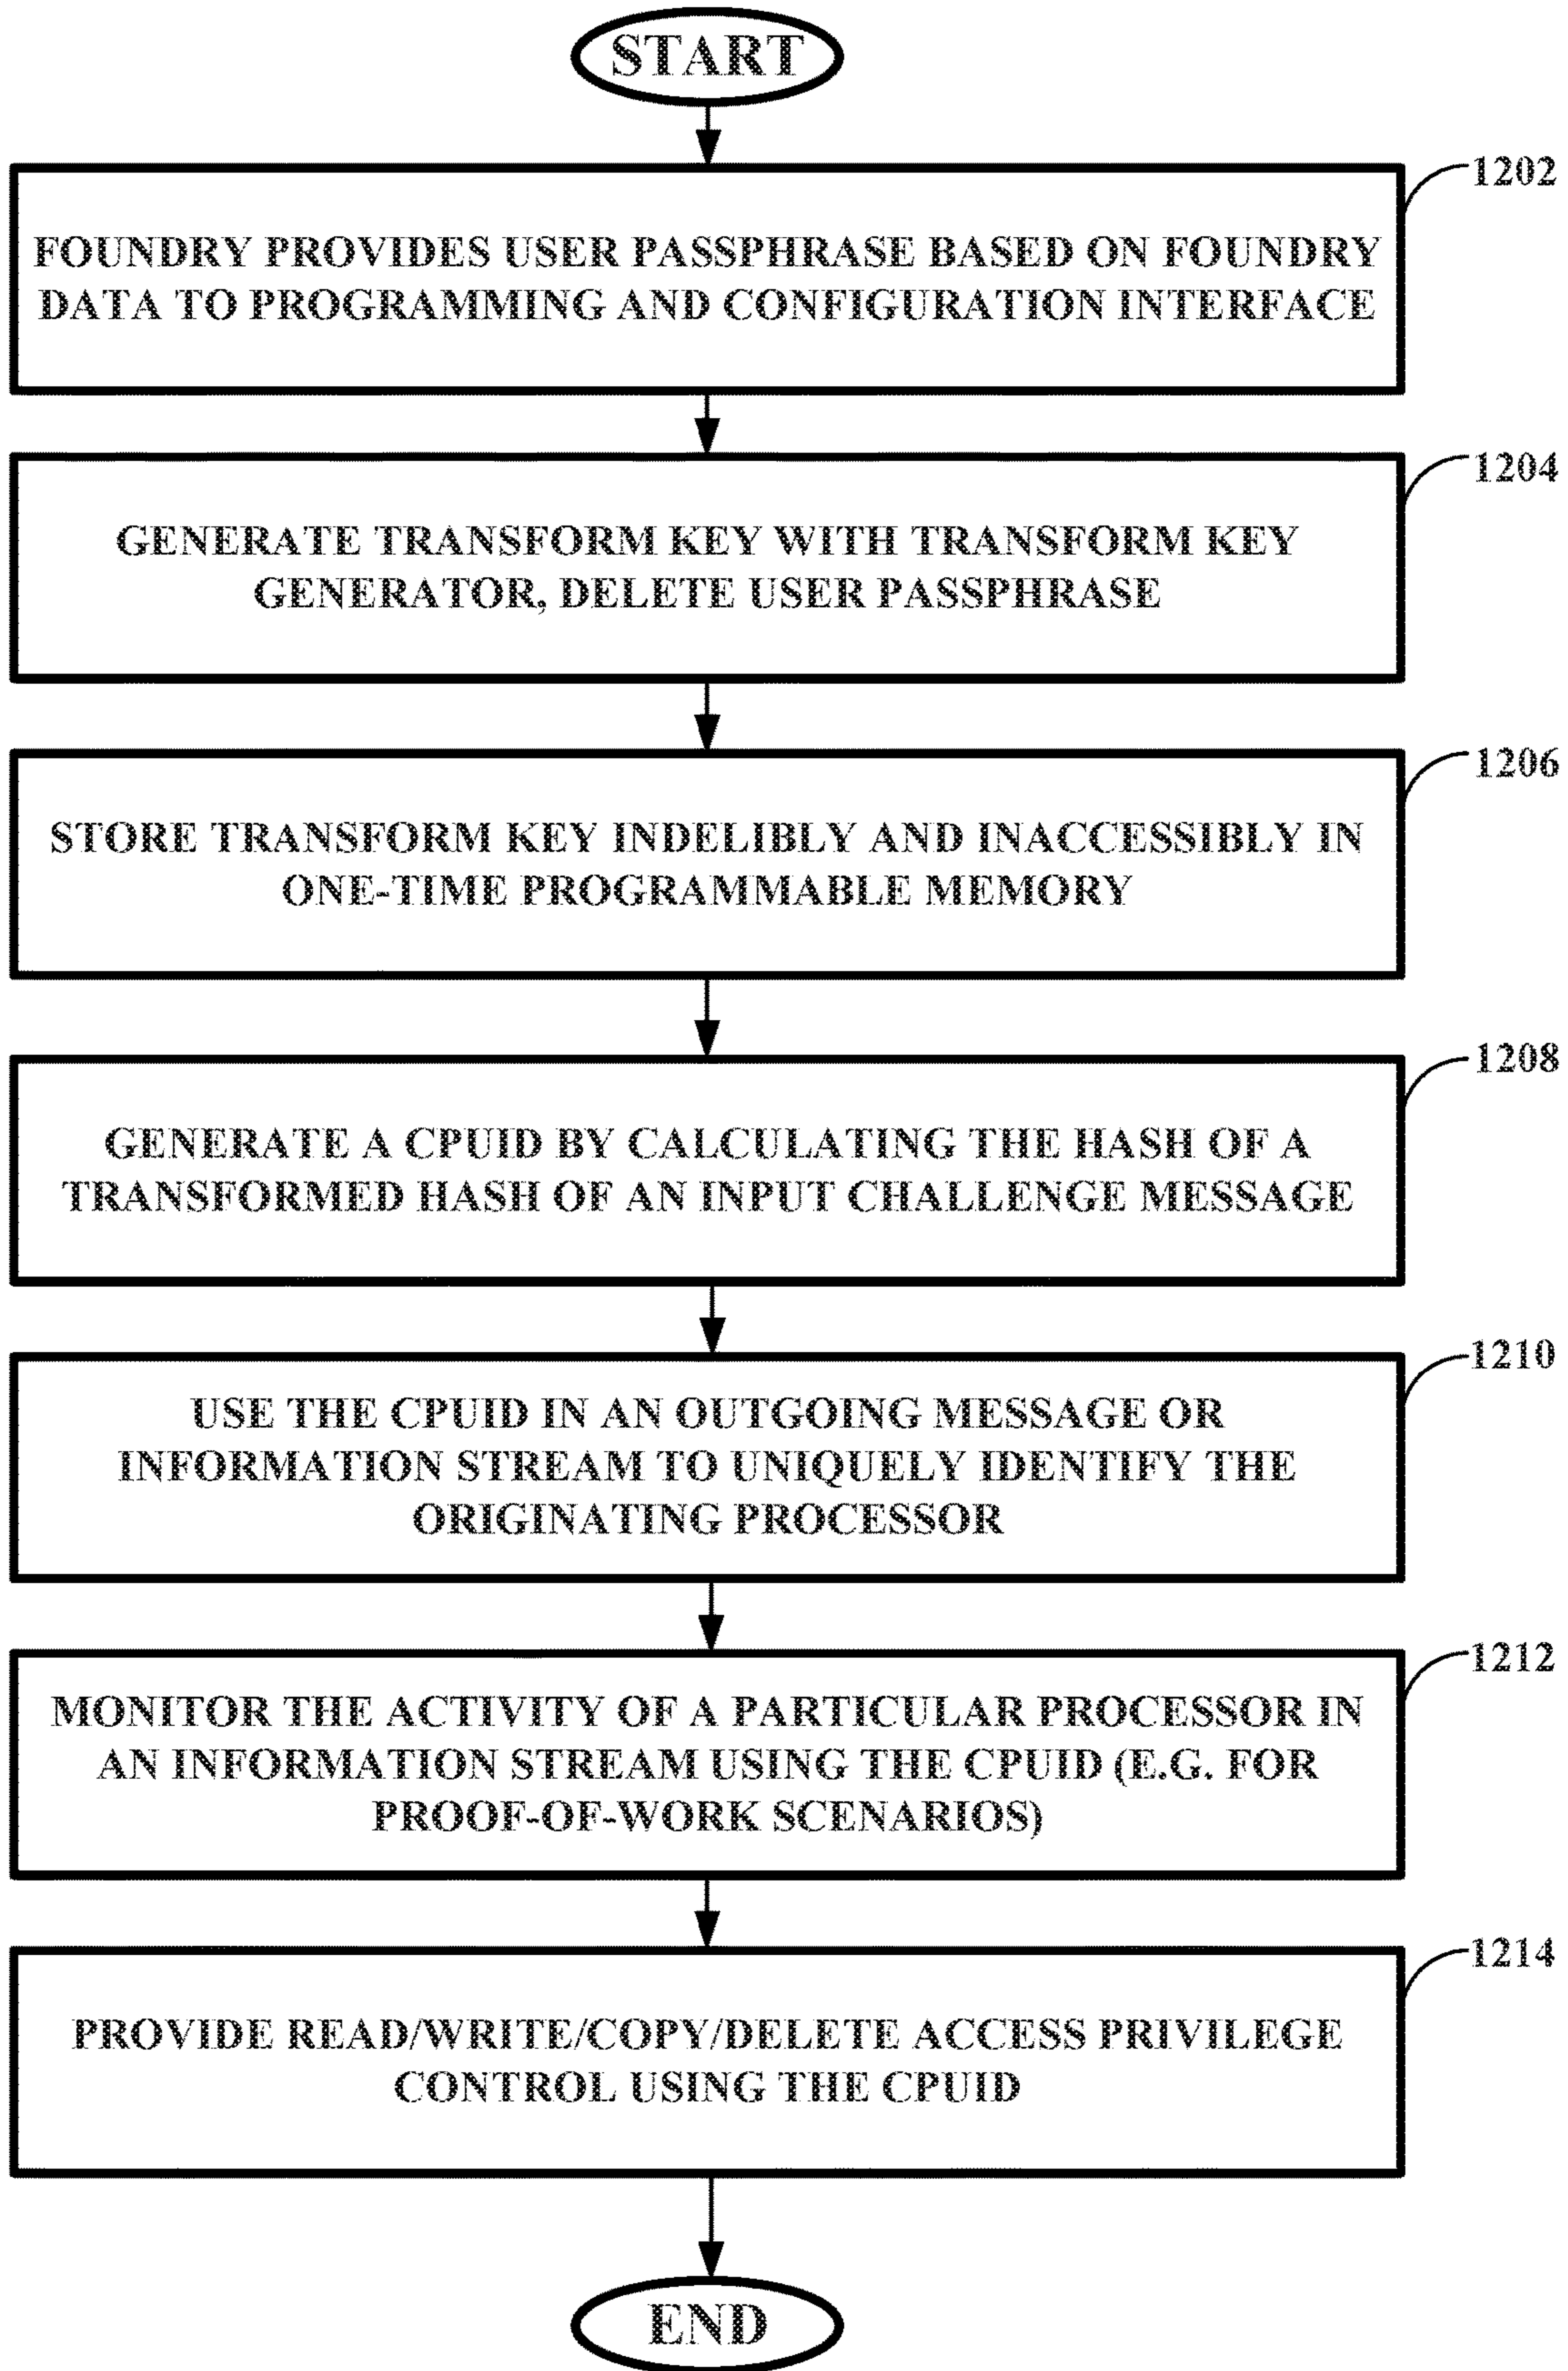 START
1202
FOUNDRY PROVIDES USER PASSPHRASE BASED ON FOUNDRY
DATA TO PROGRAMMING AND CONFIGURATION INTERFACE
1204
GENERATE TRANSFORM KEY WITH TRANSFORM KEY
GENERATOR, DELETE USER PASSPHRASE
1206
STORE TRANSFORM KEY INDELIBLY AND INACCESSIBLY IN
ONE-TIME PROGRAMMABLE MEMORY
1208
GENERATE A CPUID BY CALCULATING THE HASH OF A
TRANSFORMED HASH OF AN INPUT CHALLENGE MESSAGE
1210
USE THE CPUID IN AN OUTGOING MESSAGE OR
INFORMATION STREAM TO UNIQUELY IDENTIFY THE
ORIGINATING PROCESSOR
1212
MONITOR THE ACTIVITY OF A PARTICULAR PROCESSOR IN
AN INFORMATION STREAM USING THE CPUID (E.G. FOR
PROOF-OF-WORK SCENARIOS)
1214
PROVIDE READ/WRITE/COPY/DELETE ACCESS PRIVILEGE
CONTROL USING THE CPUID
END